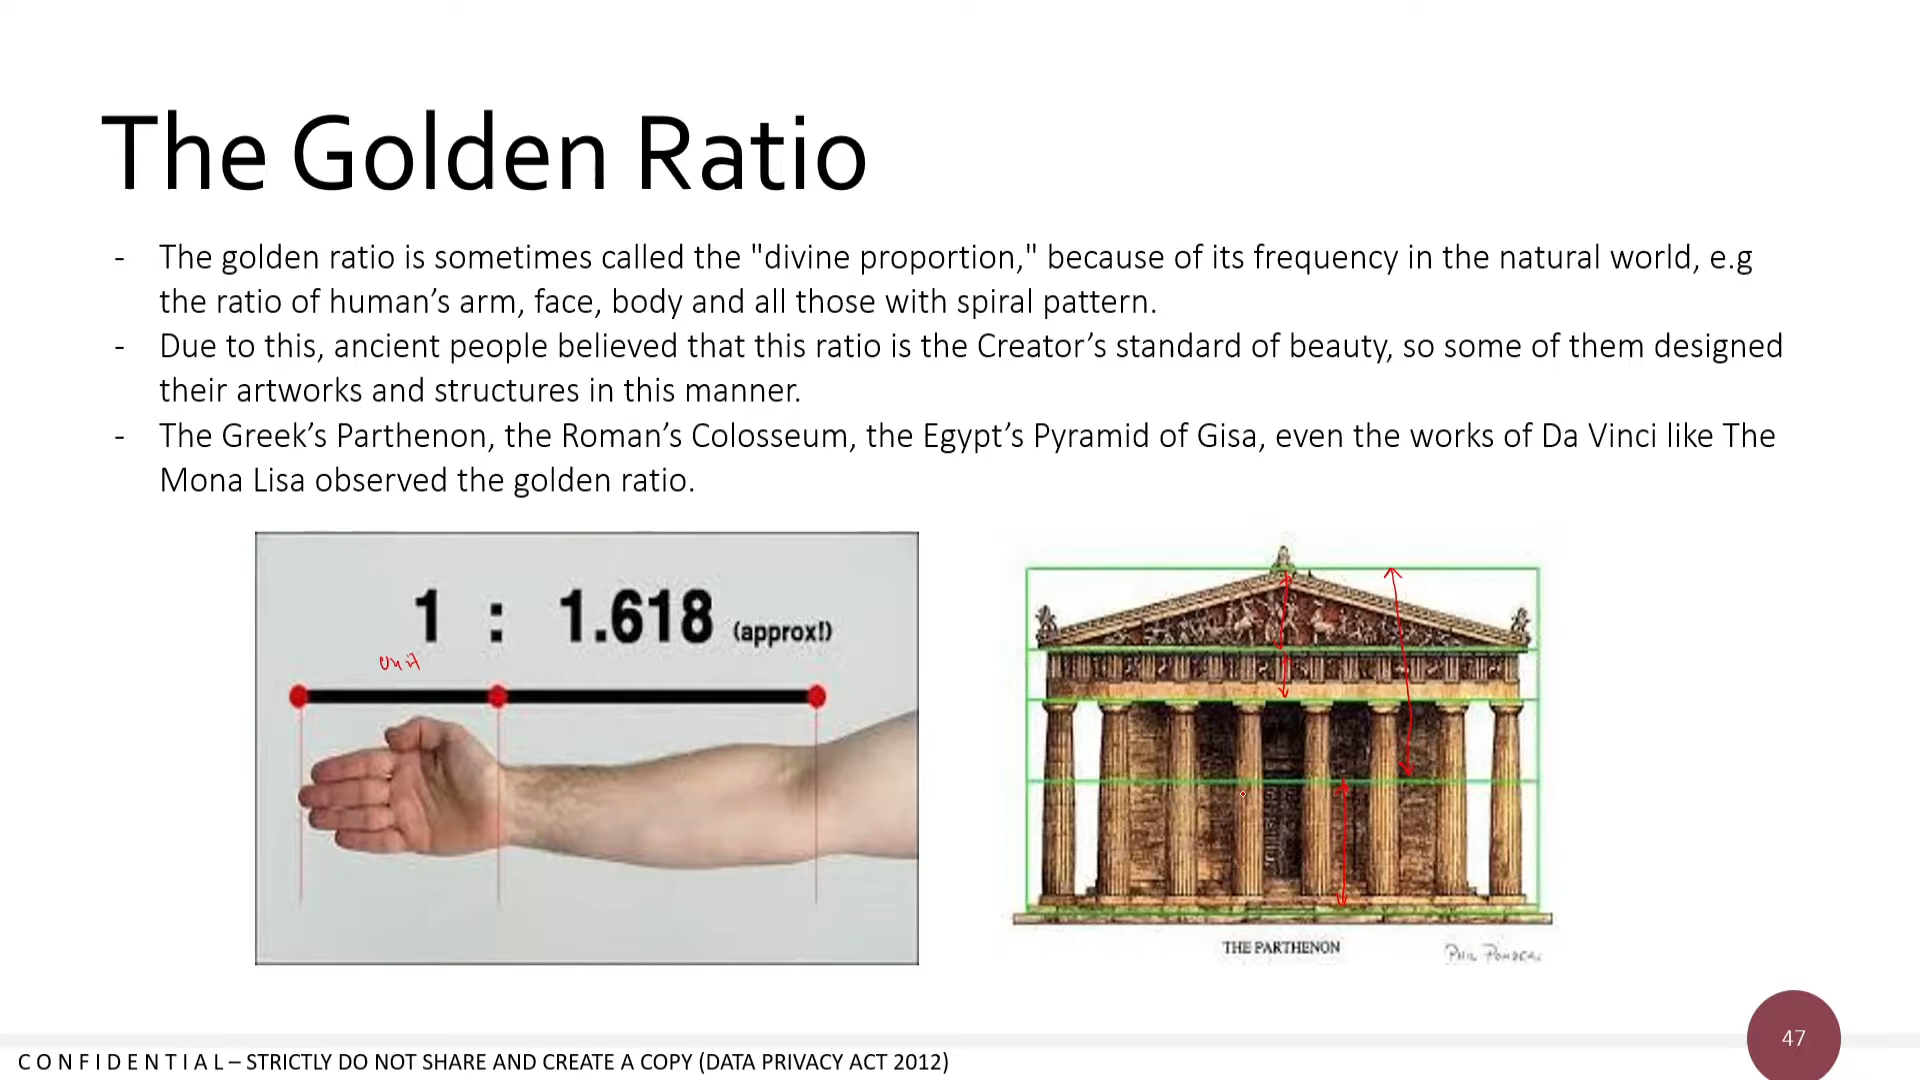 The Golden Ratio
- The golden ratio is sometimes called the "divine proportion," because of its frequency in the natural world, e.g
the ratio of human’s arm, face, body and all those with spiral pattern.
- Due to this, ancient people believed that this ratio is the Creator’s standard of beauty, so some of them designed
their artworks and structures in this manner.
- The Greek’s Parthenon, the Roman’s Colosseum, the Egypt’s Pyramid of Gisa, even the works of Da Vinci like The
Mona Lisa observed the golden ratio.
1 : 1.618 (approx!)
unit
THE PARTHENON
47
CONFIDENTIAL – STRICTLY DO NOT SHARE AND CREATE A COPY (DATA PRIVACY ACT 2012)